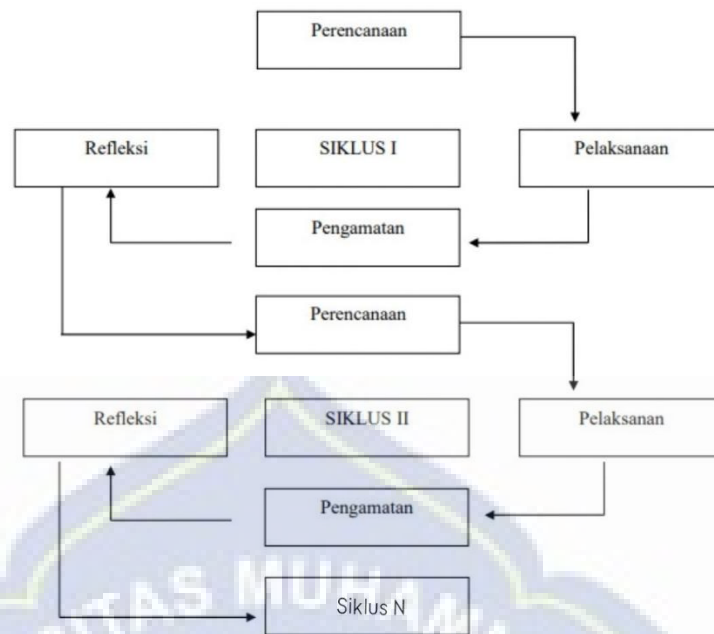 Perencanaan
Refleksi
SIKLUS I
Pelaksanaan
Pengamatan
Perencanaan
Refleksi
SIKLUS II
Pelaksanan
Pengamatan
Siklus N